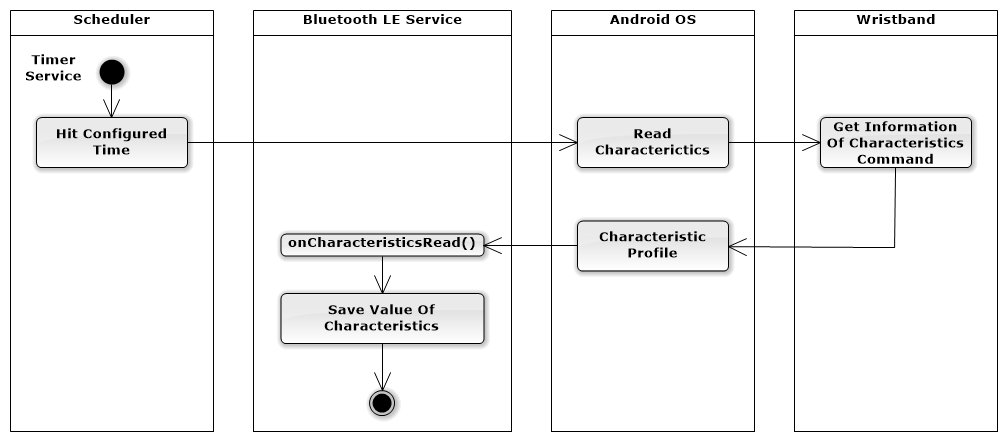 Scheduler
Bluetooth LE Service
Android OS
Wristband
Timer
Service
Hit Configured
Time
Read
Characterictics
Get Information
Of Characteristics
Command
onCharacteristicsRead()
Characteristic
Profile
Save Value Of
Characteristics